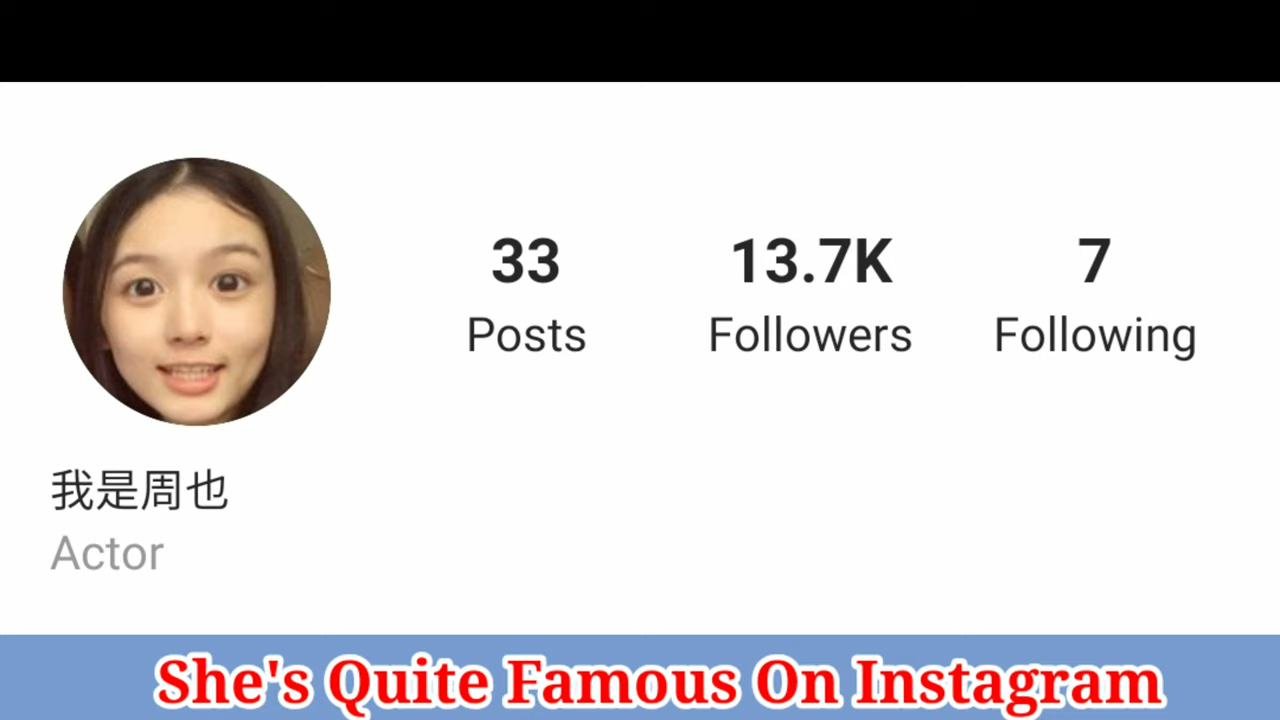 33 13.7K 7
Posts Followers Following
我是周也
Actor
She's Quite Famous On Instagram